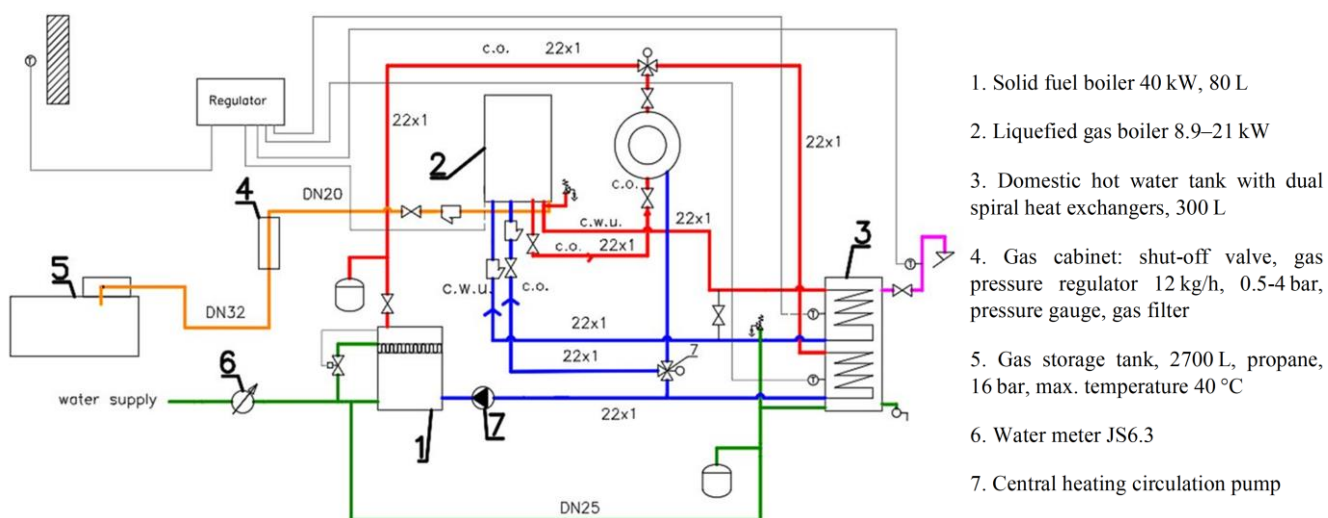 c.o. 22x1
Regulator
22x1
22x1
2
c.o.
DN20
4
c.w.u.
22x1
3
c.o. 22x1
5
c.w.u.
c.o.
DN32
22x1
22x1
7
6
water supply
22x1
1
7
DN25
T
T
T
T
1. Solid fuel boiler 40 kW, 80 L
2. Liquefied gas boiler 8.9–21 kW
3. Domestic hot water tank with dual
spiral heat exchangers, 300 L
4. Gas cabinet: shut-off valve, gas
pressure regulator 12 kg/h, 0.5-4 bar,
pressure gauge, gas filter
5. Gas storage tank, 2700 L, propane,
16 bar, max. temperature 40 °C
6. Water meter JS6.3
7. Central heating circulation pump